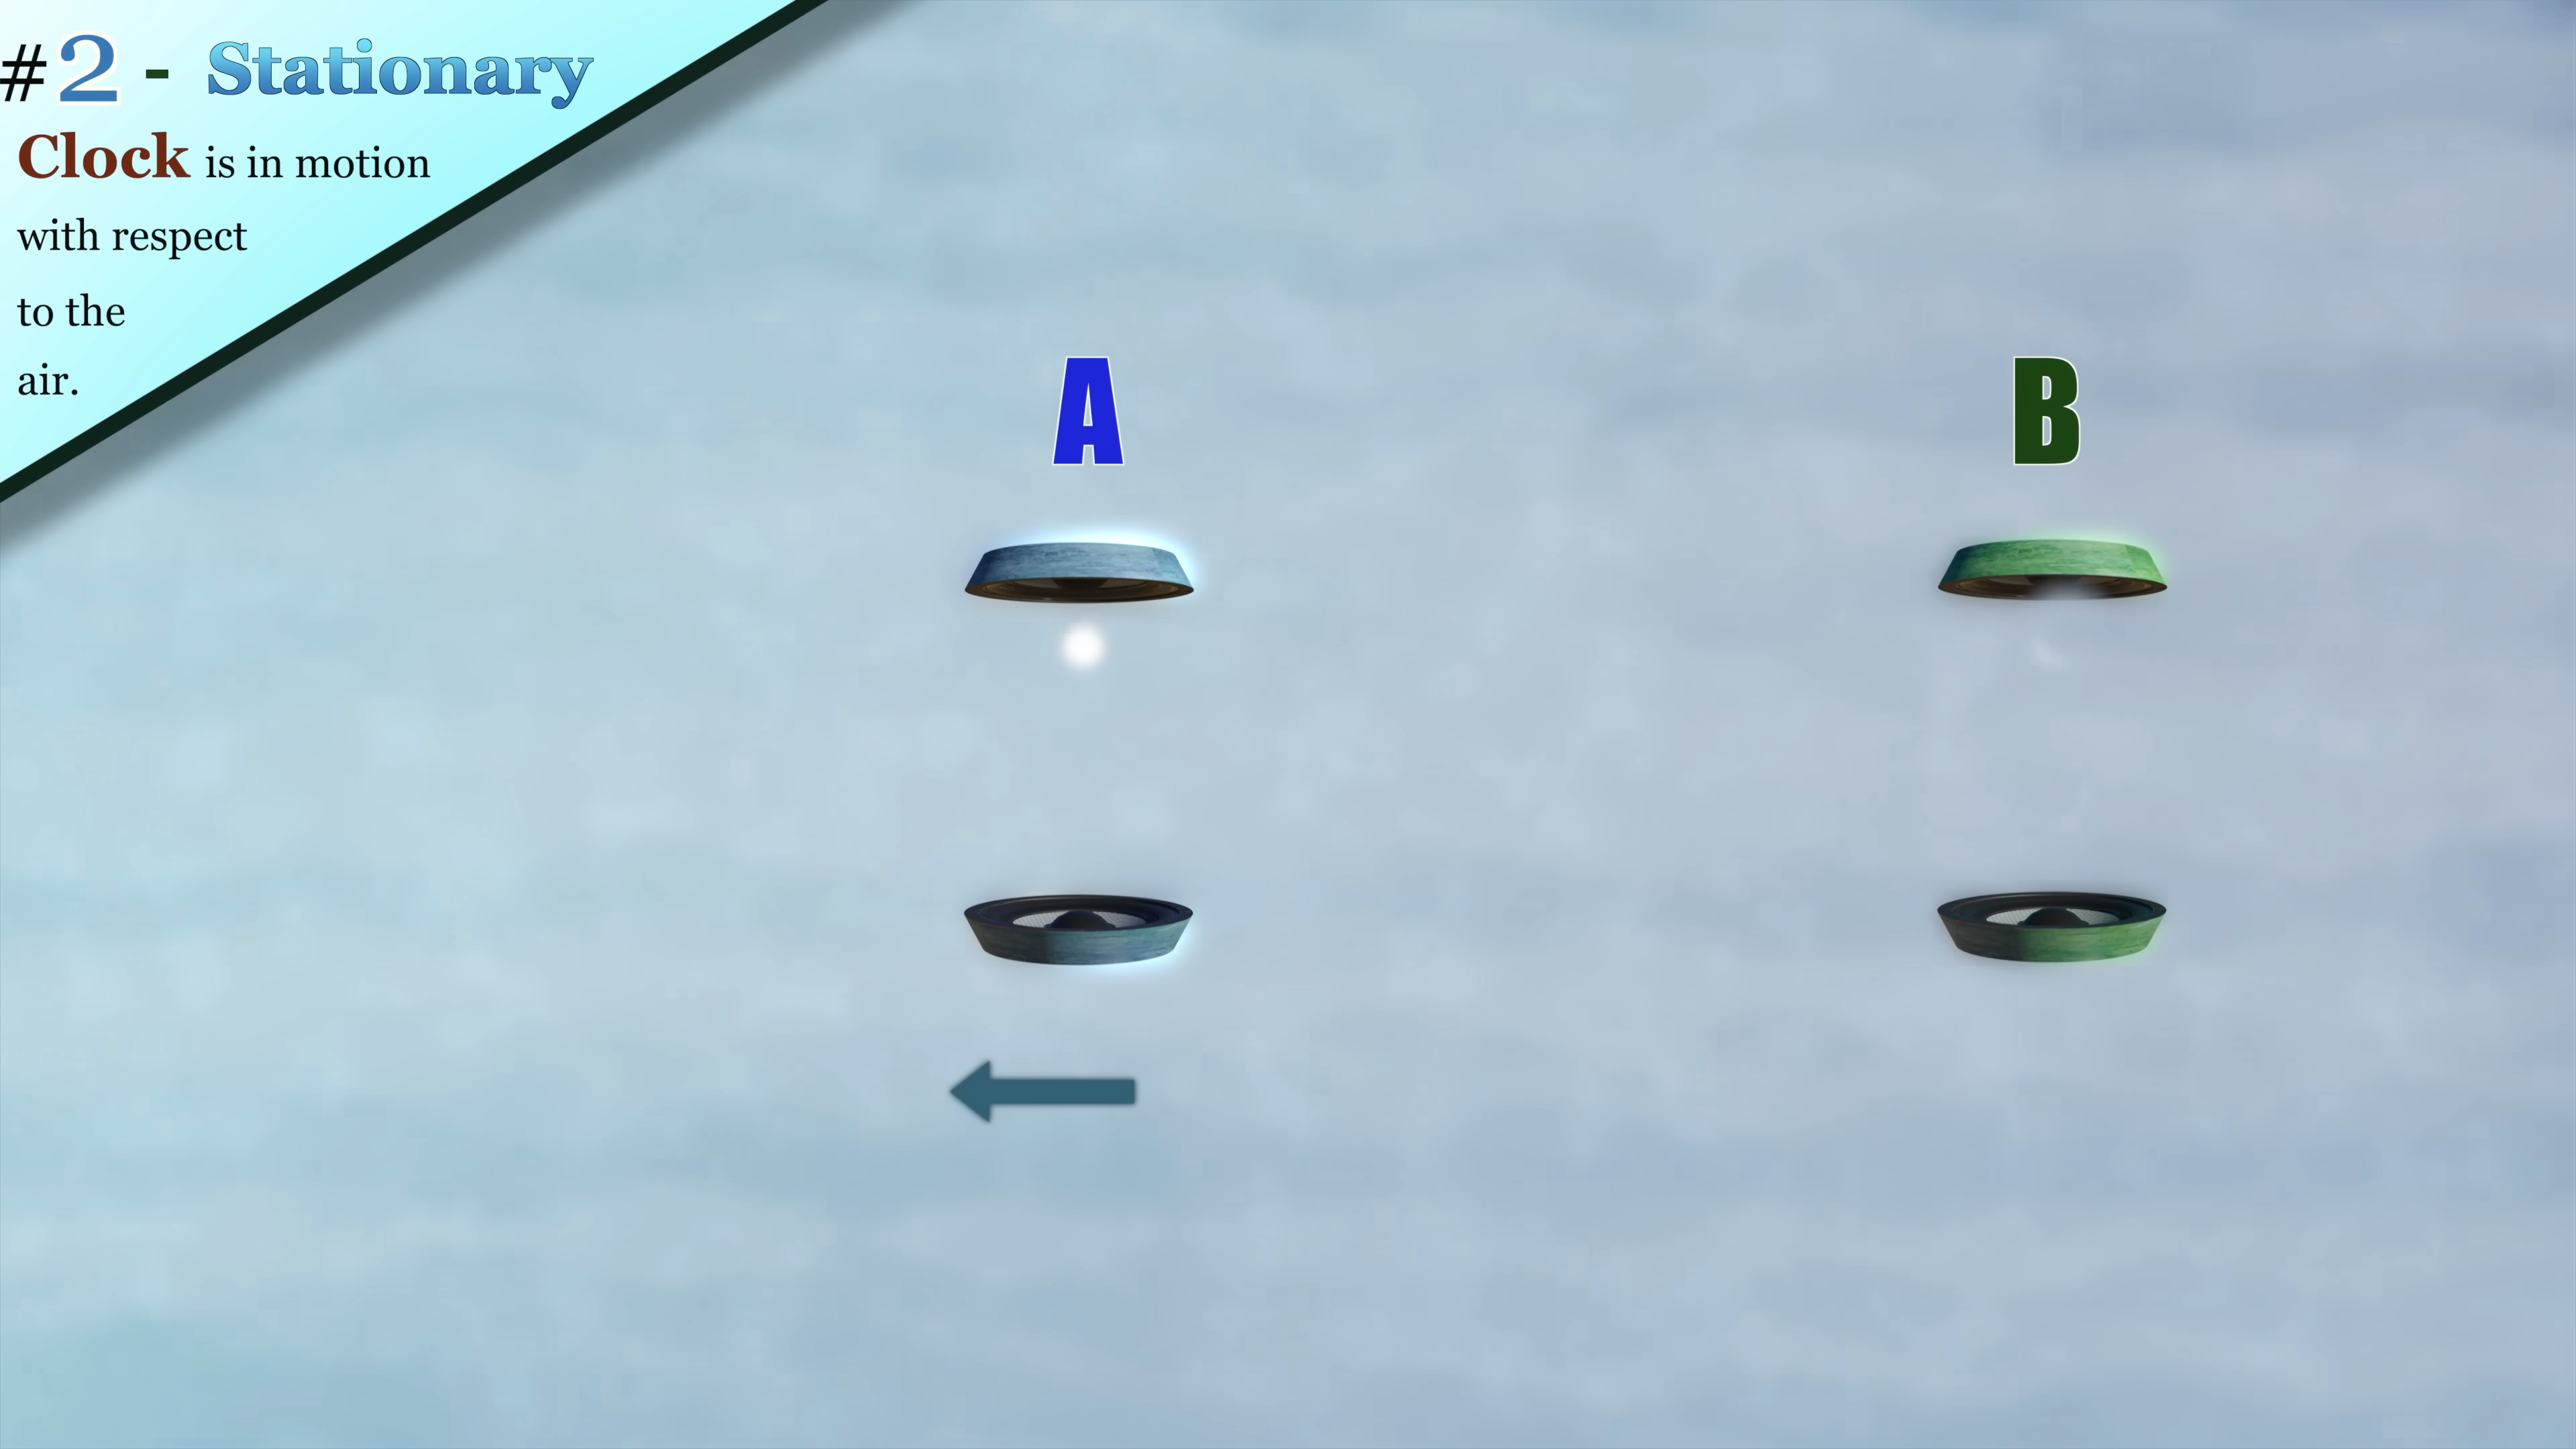 #2 - Stationary
Clock is in motion
with respect
to the
air.
A
B